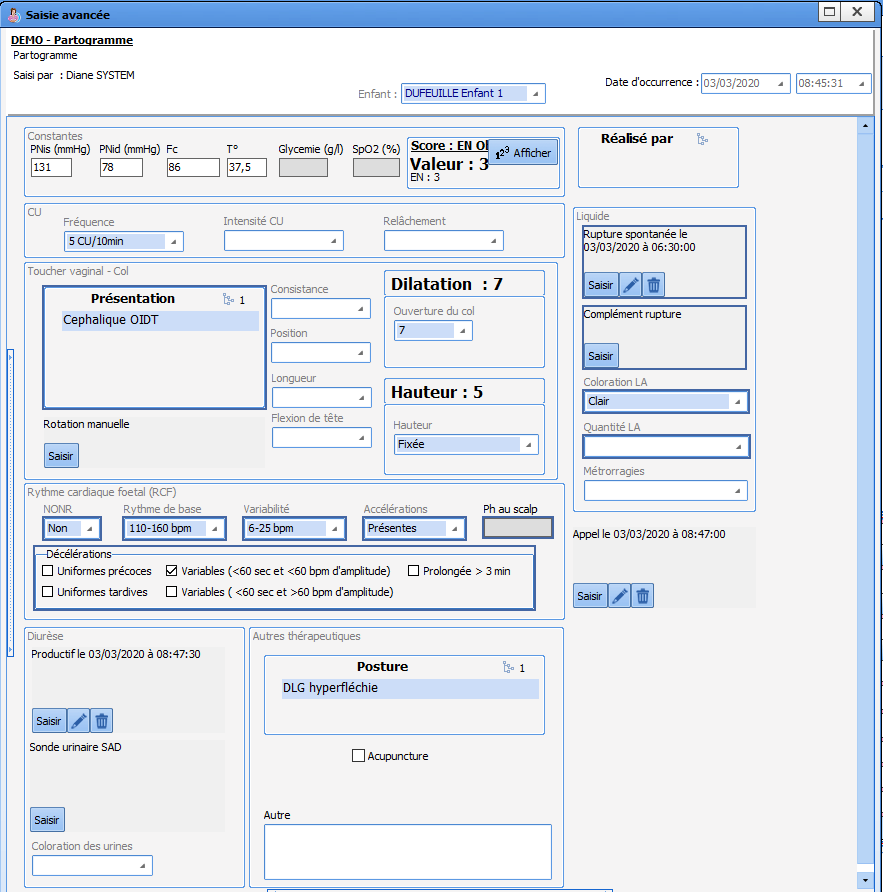 Saisie avancée
DEMO - Partogramme
Partogramme
Saisi par : Diane SYSTEM
Enfant : DUFEUILLE Enfant 1
Date d'occurrence : 03/03/2020 08:45:31
Constantes
PNis (mmHg) PNid (mmHg) Fc T° Glycemie (g/l) SpO2 (%)
131 78 86 37,5
Score : EN
Valeur : 3
EN : 3
1²³ Afficher
Réalisé par
CU
Fréquence Intensité CU Relâchement
5 CU/10min
Liquide
Rupture spontanée le
03/03/2020 à 06:30:00
Saisir
Complément rupture
Saisir
Coloration LA
Clair
Quantité LA
Métrorragies
Toucher vaginal - Col
Présentation 1
Cephalique OIDT
Rotation manuelle
Saisir
Consistance
Position
Longueur
Flexion de tête
Dilatation : 7
Ouverture du col
7
Hauteur : 5
Hauteur
Fixée
Rythme cardiaque foetal (RCF)
NONR Rythme de base Variabilité Accélérations Ph au scalp
Non 110-160 bpm 6-25 bpm Présentes
Décélérations
Uniformes précoces Variables (<60 sec et <60 bpm d'amplitude) Prolongée > 3 min
Uniformes tardives Variables ( <60 sec et >60 bpm d'amplitude)
Appel le 03/03/2020 à 08:47:00
Saisir
Diurèse
Productif le 03/03/2020 à 08:47:30
Saisir
Sonde urinaire SAD
Saisir
Coloration des urines
Autres thérapeutiques
Posture 1
DLG hyperfléchie
Acupuncture
Autre